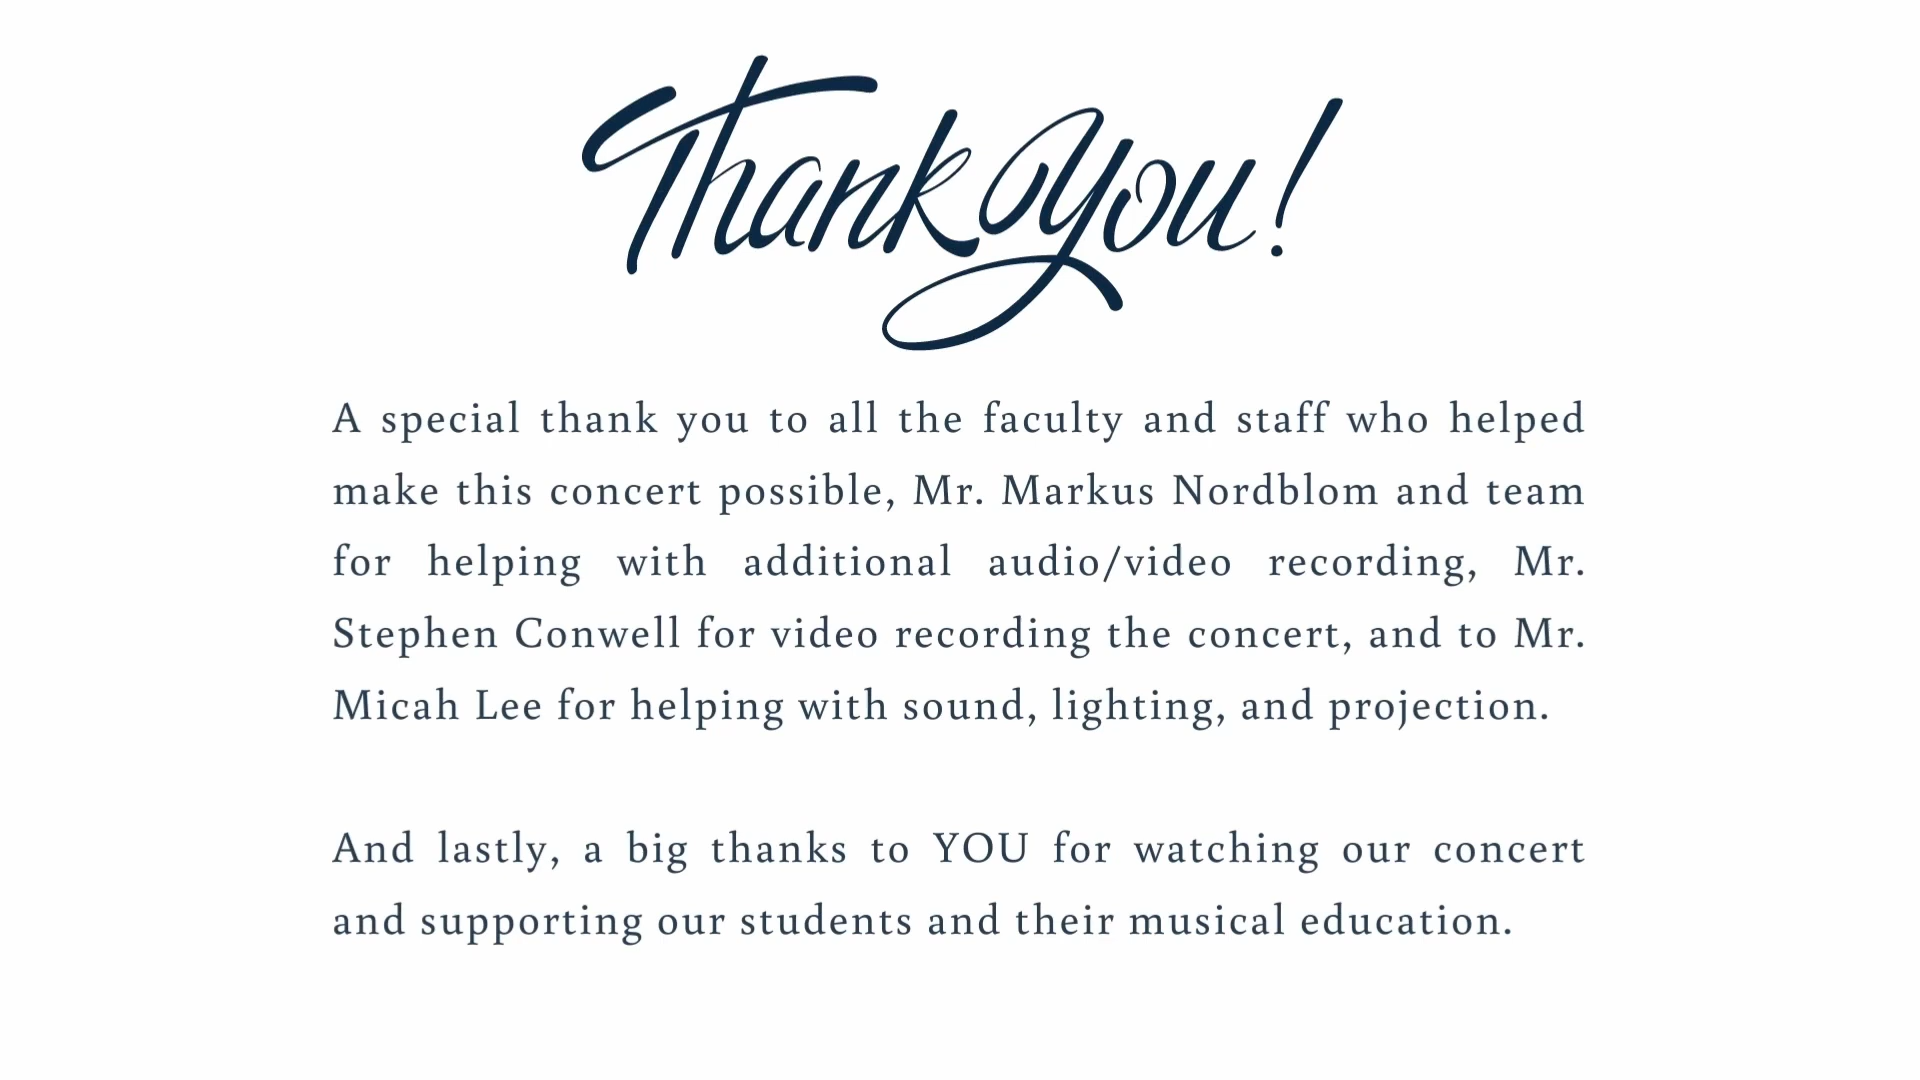 Thank You!
A special thank you to all the faculty and staff who helped
make this concert possible, Mr. Markus Nordblom and team
for helping with additional audio/video recording, Mr.
Stephen Conwell for video recording the concert, and to Mr.
Micah Lee for helping with sound, lighting, and projection.
And lastly, a big thanks to YOU for watching our concert
and supporting our students and their musical education.